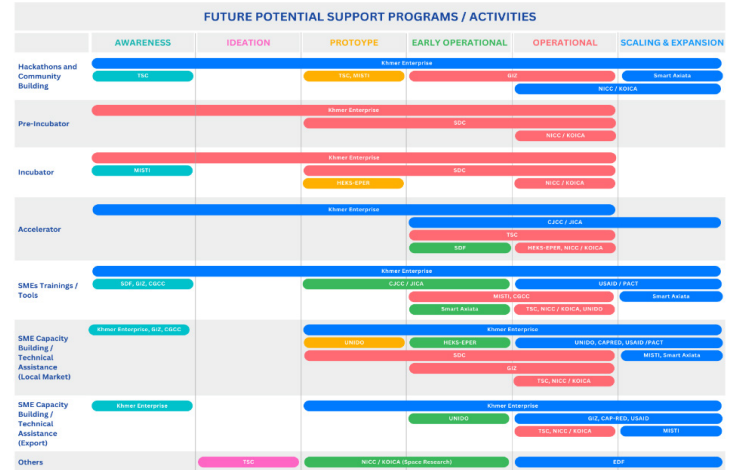 FUTURE POTENTIAL SUPPORT PROGRAMS / ACTIVITIES
AWARENESS IDEATION PROTOYPE EARLY OPERATIONAL OPERATIONAL SCALING & EXPANSION
Hackathons and
Community
Building
Khmer Enterprise
TSC TSC, MISTI GIZ Smart Axiata
NICC / KOICA
Pre-Incubator
Khmer Enterprise
SDC
NICC / KOICA
Incubator
Khmer Enterprise
MISTI SDC
HEKS-EPER NICC / KOICA
Accelerator
Khmer Enterprise
CJCC / JICA
TSC
SDF HEKS-EPER, NICC / KOICA
SMEs Trainings /
Tools
Khmer Enterprise
SDF, GIZ, CGCC CJCC / JICA USAID / PACT
MISTI, CGCC Smart Axiata
Smart Axiata TSC, NICC / KOICA, UNIDO
SME Capacity
Building /
Technical
Assistance
(Local Market)
Khmer Enterprise, GIZ, CGCC Khmer Enterprise
UNIDO HEKS-EPER UNIDO, CAPRED, USAID /PACT
SDC MISTI, Smart Axiata
GIZ
TSC, NICC / KOICA
SME Capacity
Building /
Technical
Assistance
(Export)
Khmer Enterprise Khmer Enterprise
UNIDO GIZ, CAP-RED, USAID
TSC, NICC / KOICA MISTI
Others
TSC NICC / KOICA (Space Research) EDF